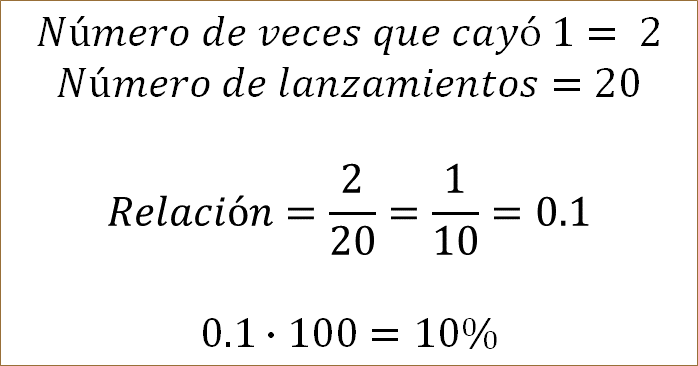 Número de veces que cayó 1 = 2
Número de lanzamientos = 20
Relación = 2/20 = 1/10 = 0.1
0.1 · 100 = 10%